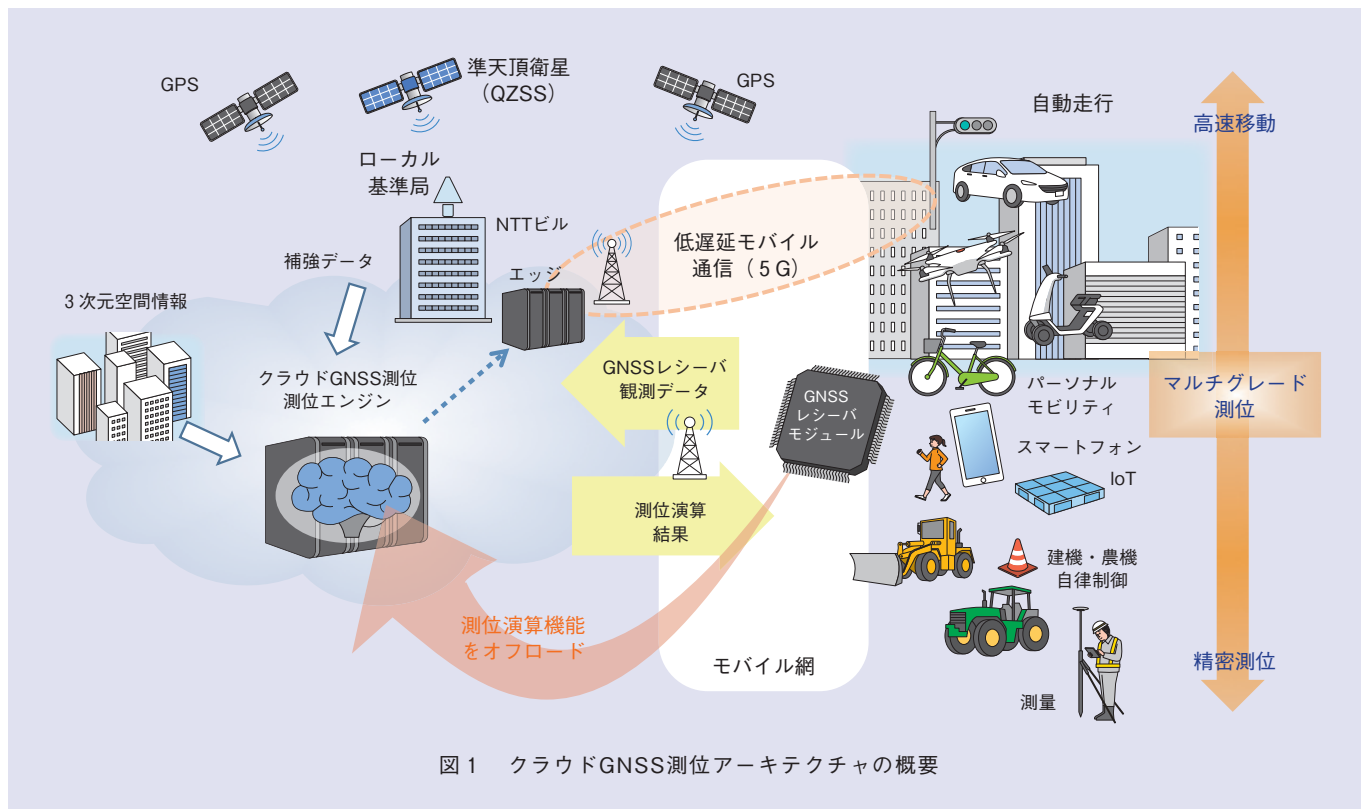 GPS
準天頂衛星
（QZSS）
GPS
自動走行
高速移動
ローカル
基準局
NTTビル
補強データ
エッジ
低遅延モバイル
通信（５G）
3 次元空間情報
クラウドGNSS測位
測位エンジン
GNSSレシーバ
観測データ
GNSS
レシーバ
モジュール
パーソナル
モビリティ
マルチグレード
測位
スマートフォン
IoT
測位演算
結果
建機・農機
自律制御
測位演算機能
をオフロード
モバイル網
精密測位
測量
図 1　クラウドGNSS測位アーキテクチャの概要